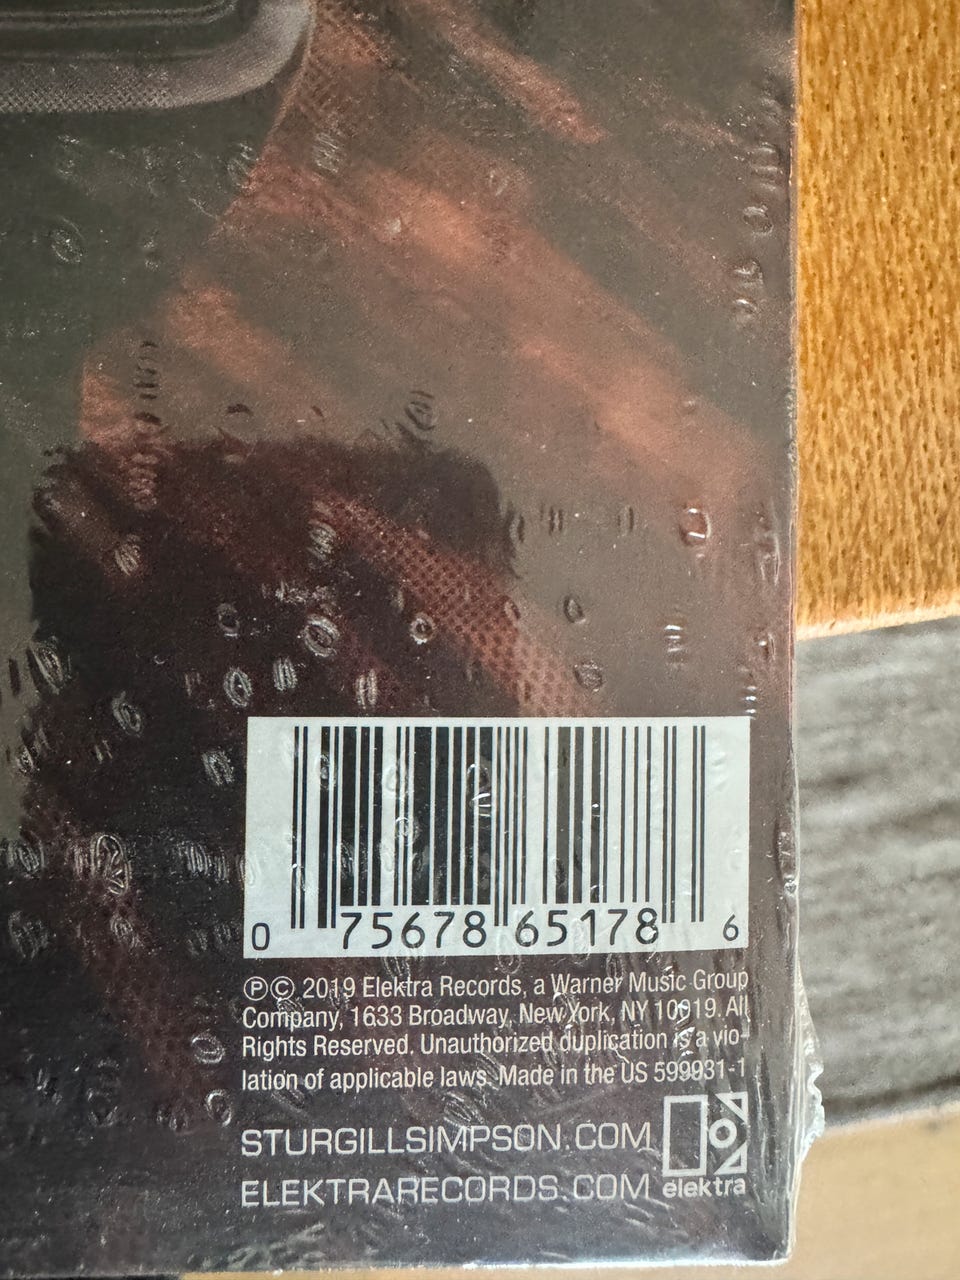 0 75678 65178 6
℗© 2019 Elektra Records, a Warner Music Group
Company, 1633 Broadway, New York, NY 10019. All
Rights Reserved. Unauthorized duplication is a vio-
lation of applicable laws. Made in the US 599931-1
STURGILLSIMPSON.COM
ELEKTRARECORDS.COM
elektra